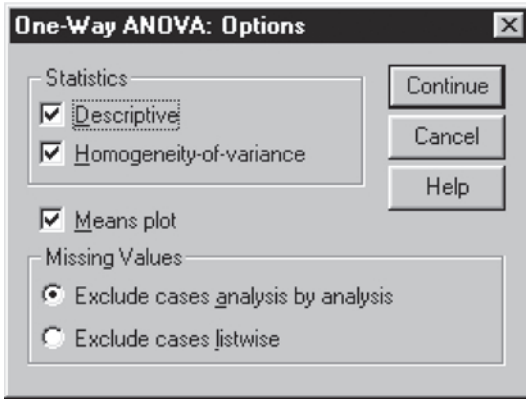 One-Way ANOVA: Options
Statistics
Descriptive
Homogeneity-of-variance
Means plot
Missing Values
Exclude cases analysis by analysis
Exclude cases listwise
Continue
Cancel
Help